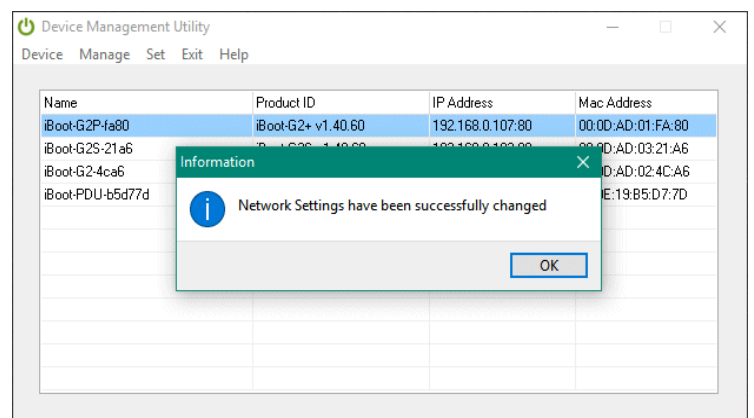 Device Management Utility
Device Manage Set Exit Help
Name Product ID IP Address Mac Address
iBoot-G2P-fa80 iBoot-G2+ v1.40.60 192.168.0.107:80 00:0D:AD:01:FA:80
iBoot-G2S-21a6 :0D:AD:03:21:A6
Information
iBoot-G2-4ca6 D:AD:02:4C:A6
iBoot-PDU-b5d77d E:19:B5:D7:7D
i
Network Settings have been successfully changed
OK